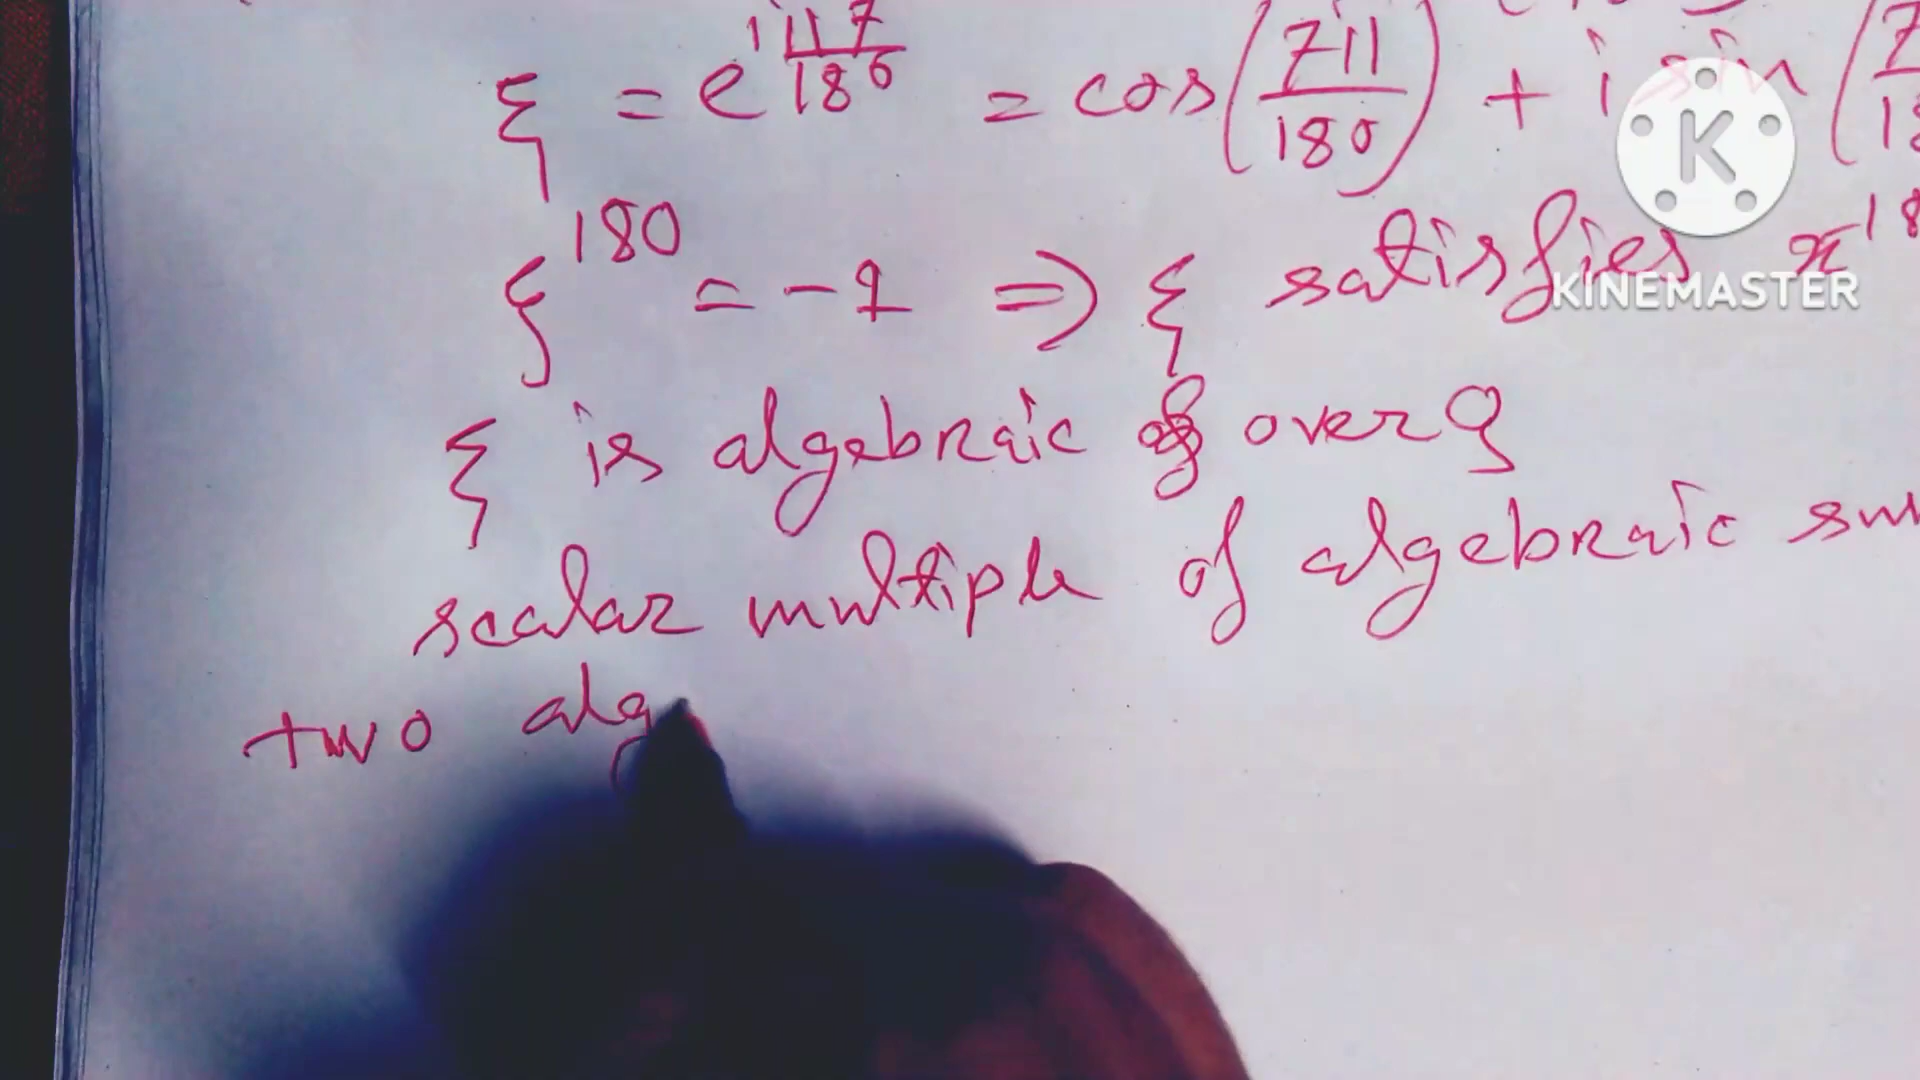 ξ = e^{iπ7/180} = cos(7π/180) + i sin(
ξ^{180} = -1 ⇒ ξ satisfies x^{18
KINEMASTER
ξ is algebraic over Q
scalar multiple of algebraic
two alg